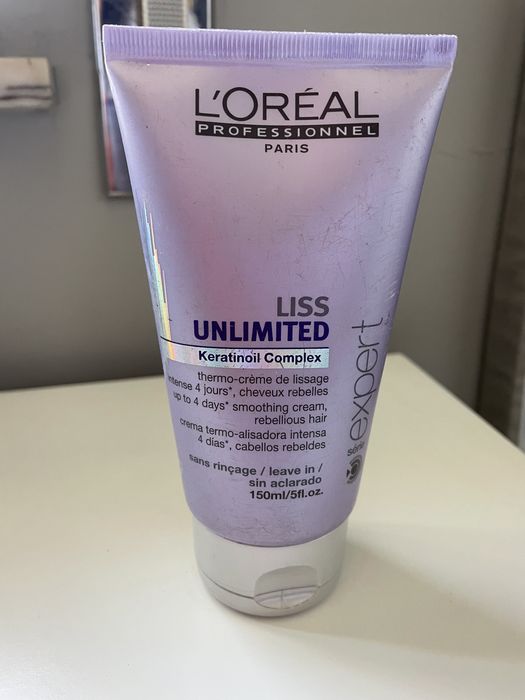 L'ORÉAL
PROFESSIONNEL
PARIS
LISS
UNLIMITED
Keratinoil Complex
thermo-crème de lissage
intense 4 jours*, cheveux rebelles
up to 4 days* smoothing cream,
rebellious hair
crema termo-alisadora intensa
4 días*, cabellos rebeldes
sans rinçage / leave in /
sin aclarado
150ml/5fl.oz.
série
expert